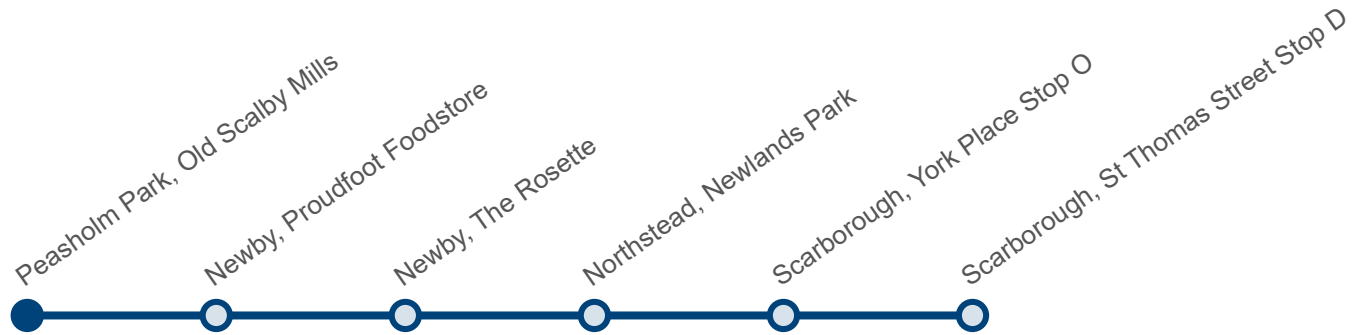 Peasholm Park, Old Scalby Mills
Newby, Proudfoot Foodstore
Newby, The Rosette
Northstead, Newlands Park
Scarborough, York Place Stop O
Scarborough, St Thomas Street Stop D